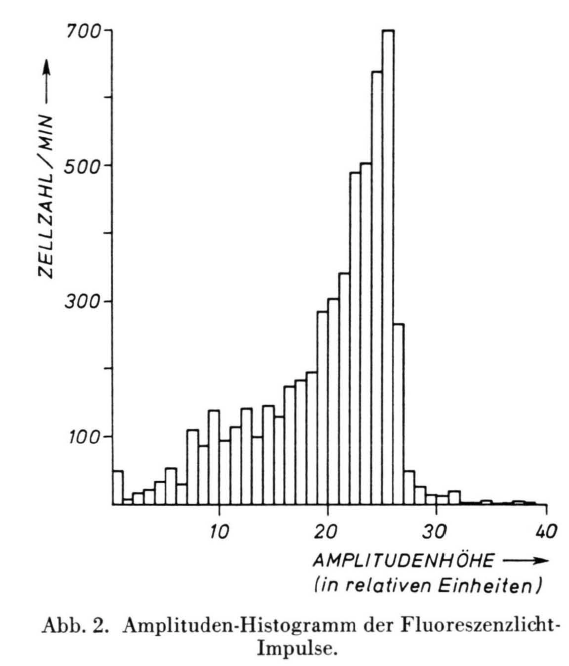 700
500
300
100
ZELLZAHL/MIN
10 20 30 40
AMPLITUDENHÖHE
(in relativen Einheiten)
Abb. 2. Amplituden-Histogramm der Fluoreszenzlicht-
Impulse.